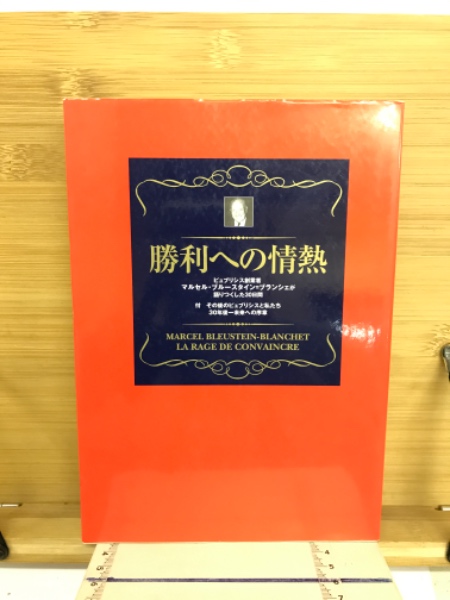 勝利への情熱
ピュブリシス創業者
マルセル・ブルースタイン=ブランシェが
語りつくした30日間
付 その後のピュブリシスと私たち
30年後―未来への序章
MARCEL BLEUSTEIN-BLANCHET
LA RAGE DE CONVAINCRE
4
5